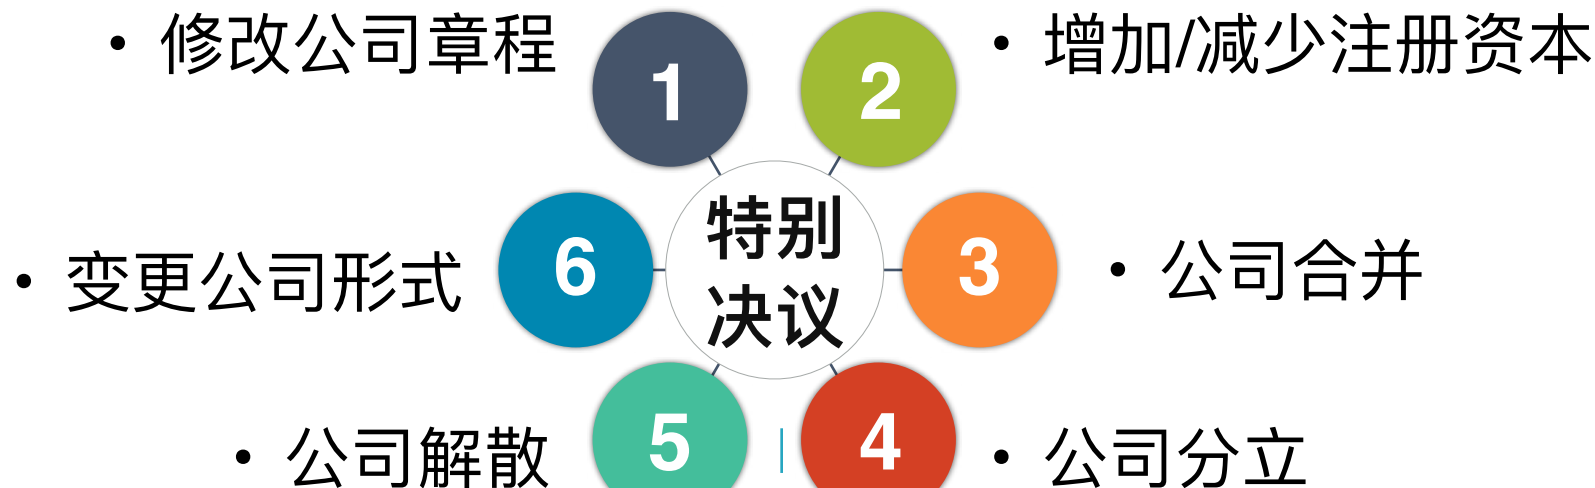 • 修改公司章程
1
2
• 增加/减少注册资本
特别
决议
6
• 变更公司形式
3
• 公司合并
• 公司解散
5
4
• 公司分立